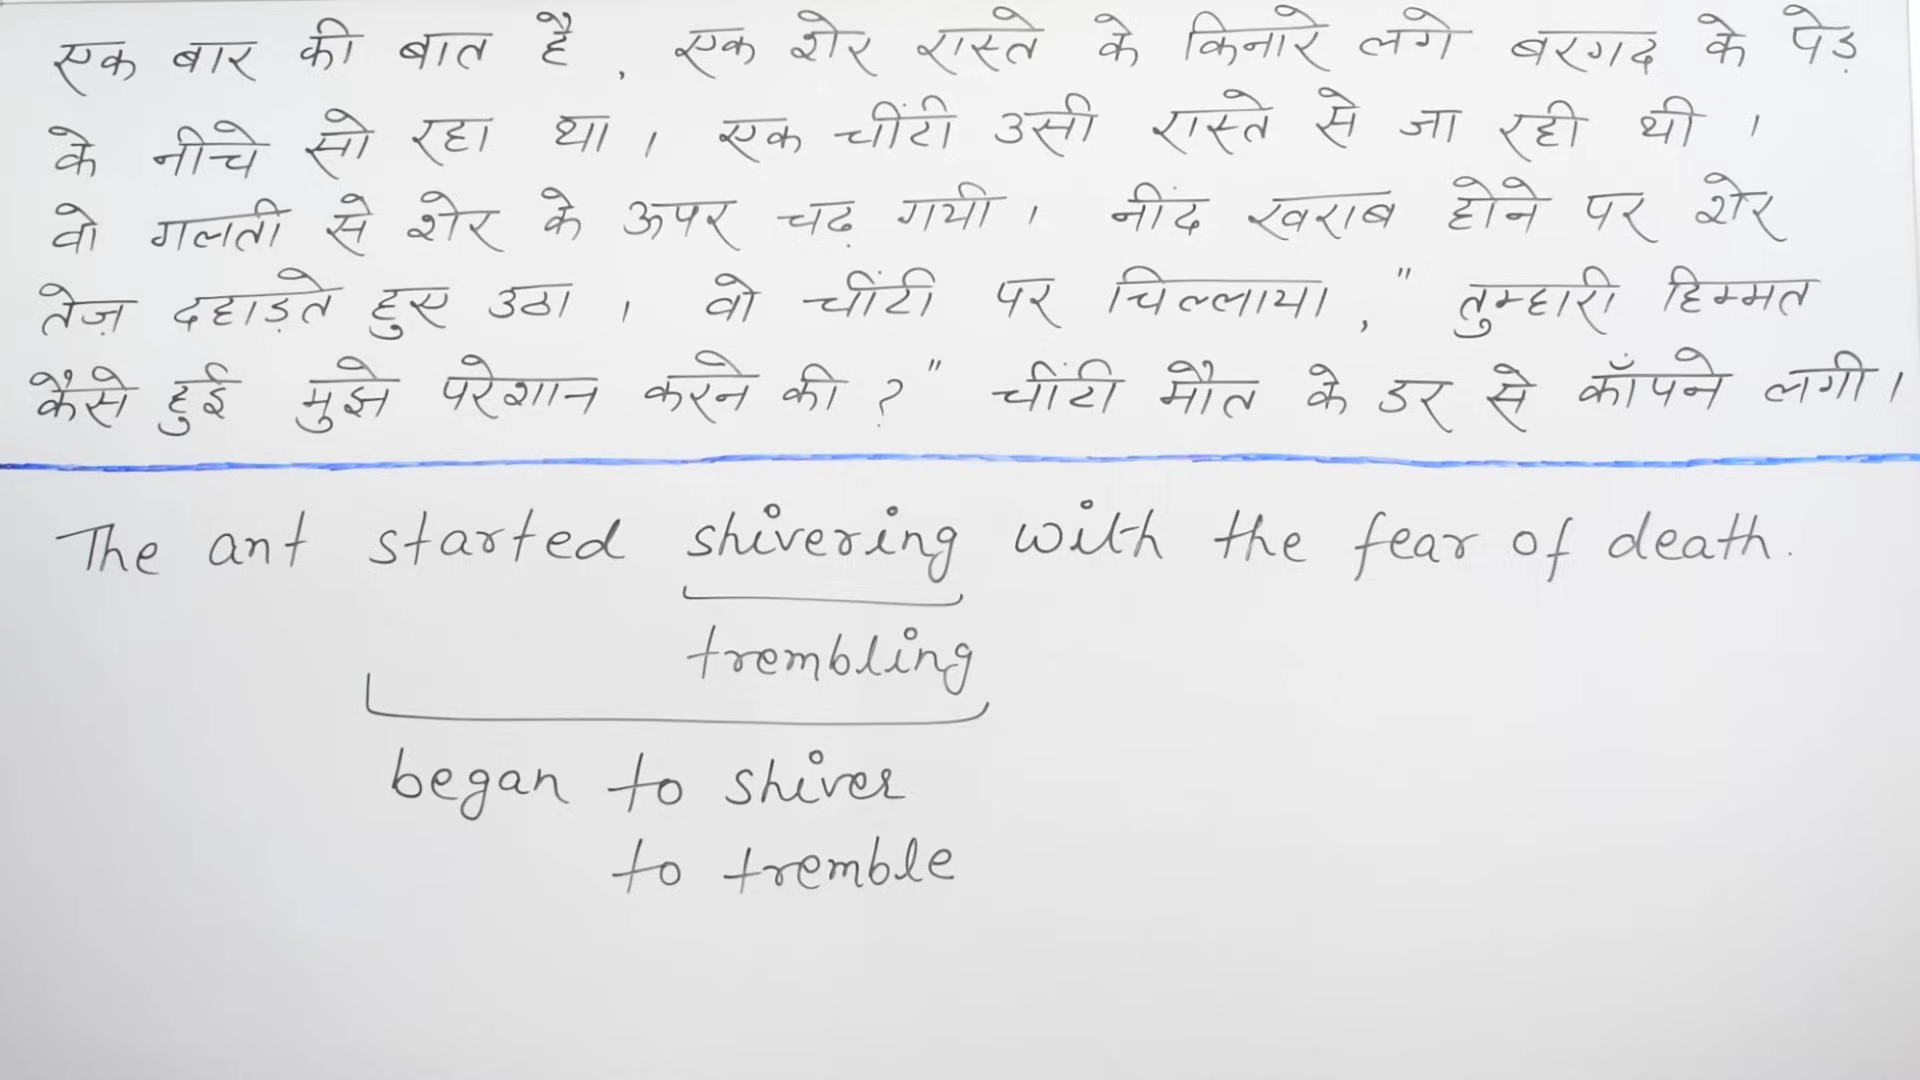 एक बार की बात है, एक शेर रास्ते के किनारे लगे बरगद के पेड़
के नीचे सो रहा था। एक चींटी उसी रास्ते से जा रही थी।
वो गलती से शेर के ऊपर चढ़ गयी। नींद खराब होने पर शेर
तेज़ दहाड़ते हुए उठा। वो चींटी पर चिल्लाया, " तुम्हारी हिम्मत
कैसे हुई मुझे परेशान करने की ? " चींटी मौत के डर से काँपने लगी।
The ant started shivering with the fear of death.
trembling
began to shiver
to tremble